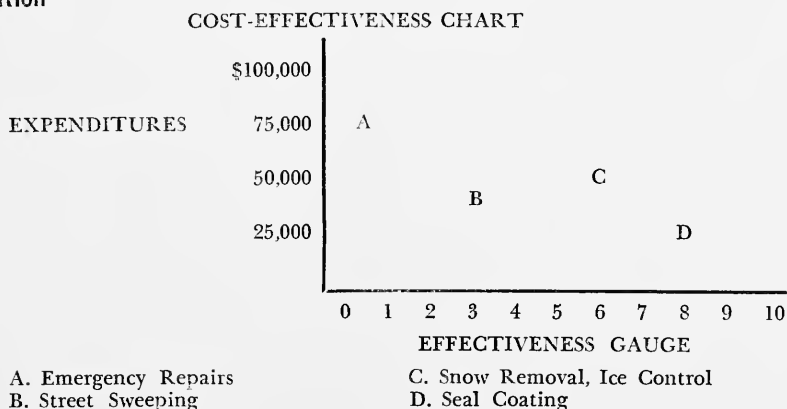 COST-EFFECTIVENESS CHART
$100,000
EXPENDITURES 75,000 A
50,000 C
B
25,000 D
0 1 2 3 4 5 6 7 8 9 10
EFFECTIVENESS GAUGE
A. Emergency Repairs C. Snow Removal, Ice Control
B. Street Sweeping D. Seal Coating